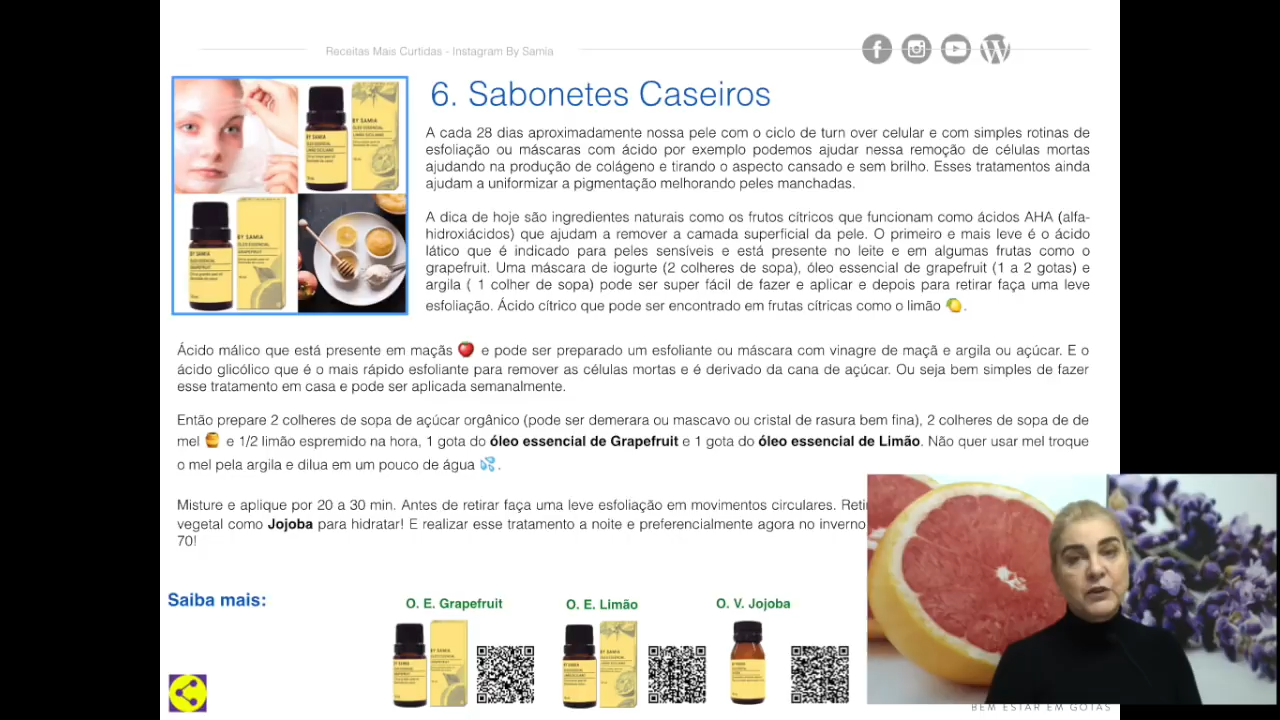 Receitas Mais Curtidas - Instagram By Samia
6. Sabonetes Caseiros
A cada 28 dias aproximadamente nossa pele completa o ciclo de um over celular e com simples rotinas de
esfoliação ou máscaras com ácido por exemplo podemos ajudar nessa remoção de células mortas
ajudando na produção de colágeno e tirando o aspecto cansado e sem brilho. Esses tratamentos ainda
ajudam a uniformizar a pigmentação melhorando peles manchadas.
A dica de hoje são ingredientes naturais como os frutos cítricos que funcionam como ácidos AHA (alfa-
hidroxiácidos) que ajudam a remover a camada superficial da pele. O primeiro e mais leve é o ácido
lático que é indicado para peles sensíveis e está presente no leite e em algumas frutas como o
grapefruit. Uma máscara de iogurte (2 colheres de sopa), óleo essencial de grapefruit (1 a 2 gotas) e
argila ( 1 colher de sopa) pode ser super fácil de fazer e aplicar e depois para retirar faça uma leve
esfoliação. Ácido cítrico que pode ser encontrado em frutas cítricas como o limão 🍋.
Ácido málico que está presente em maçãs 🍎 e pode ser preparado um esfoliante ou máscara com vinagre de maçã e argila ou açúcar. E o
ácido glicólico que é o mais rápido esfoliante para remover as células mortas e é derivado da cana de açúcar. Ou seja bem simples de fazer
esse tratamento em casa e pode ser aplicada semanalmente.
Então prepare 2 colheres de sopa de açúcar orgânico (pode ser demerara ou mascavo ou cristal de rasura bem fina), 2 colheres de sopa de de
mel 🍯 e 1/2 limão espremido na hora, 1 gota do óleo essencial de Grapefruit e 1 gota do óleo essencial de Limão. Não quer usar mel troque
o mel pela argila e dilua em um pouco de água 💦.
Misture e aplique por 20 a 30 min. Antes de retirar faça uma leve esfoliação em movimentos circulares.
vegetal como Jojoba para hidratar! E realizar esse tratamento a noite e preferencialmente agora no inverno
70!
Saiba mais:
O. E. Grapefruit
O. E. Limão
O. V. Jojoba
BY SAMIA
BY SAMIA
BEM ESTAR EM GOTAS